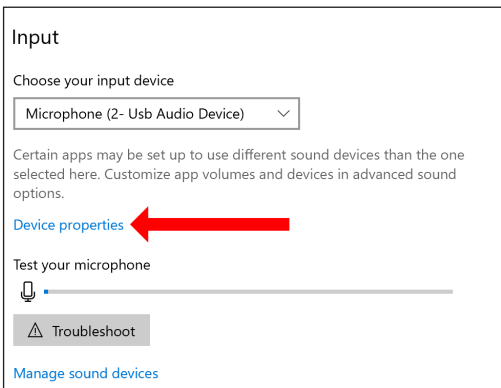 Input
Choose your input device
Microphone (2- Usb Audio Device)
Certain apps may be set up to use different sound devices than the one
selected here. Customize app volumes and devices in advanced sound
options.
Device properties
Test your microphone
Troubleshoot
Manage sound devices